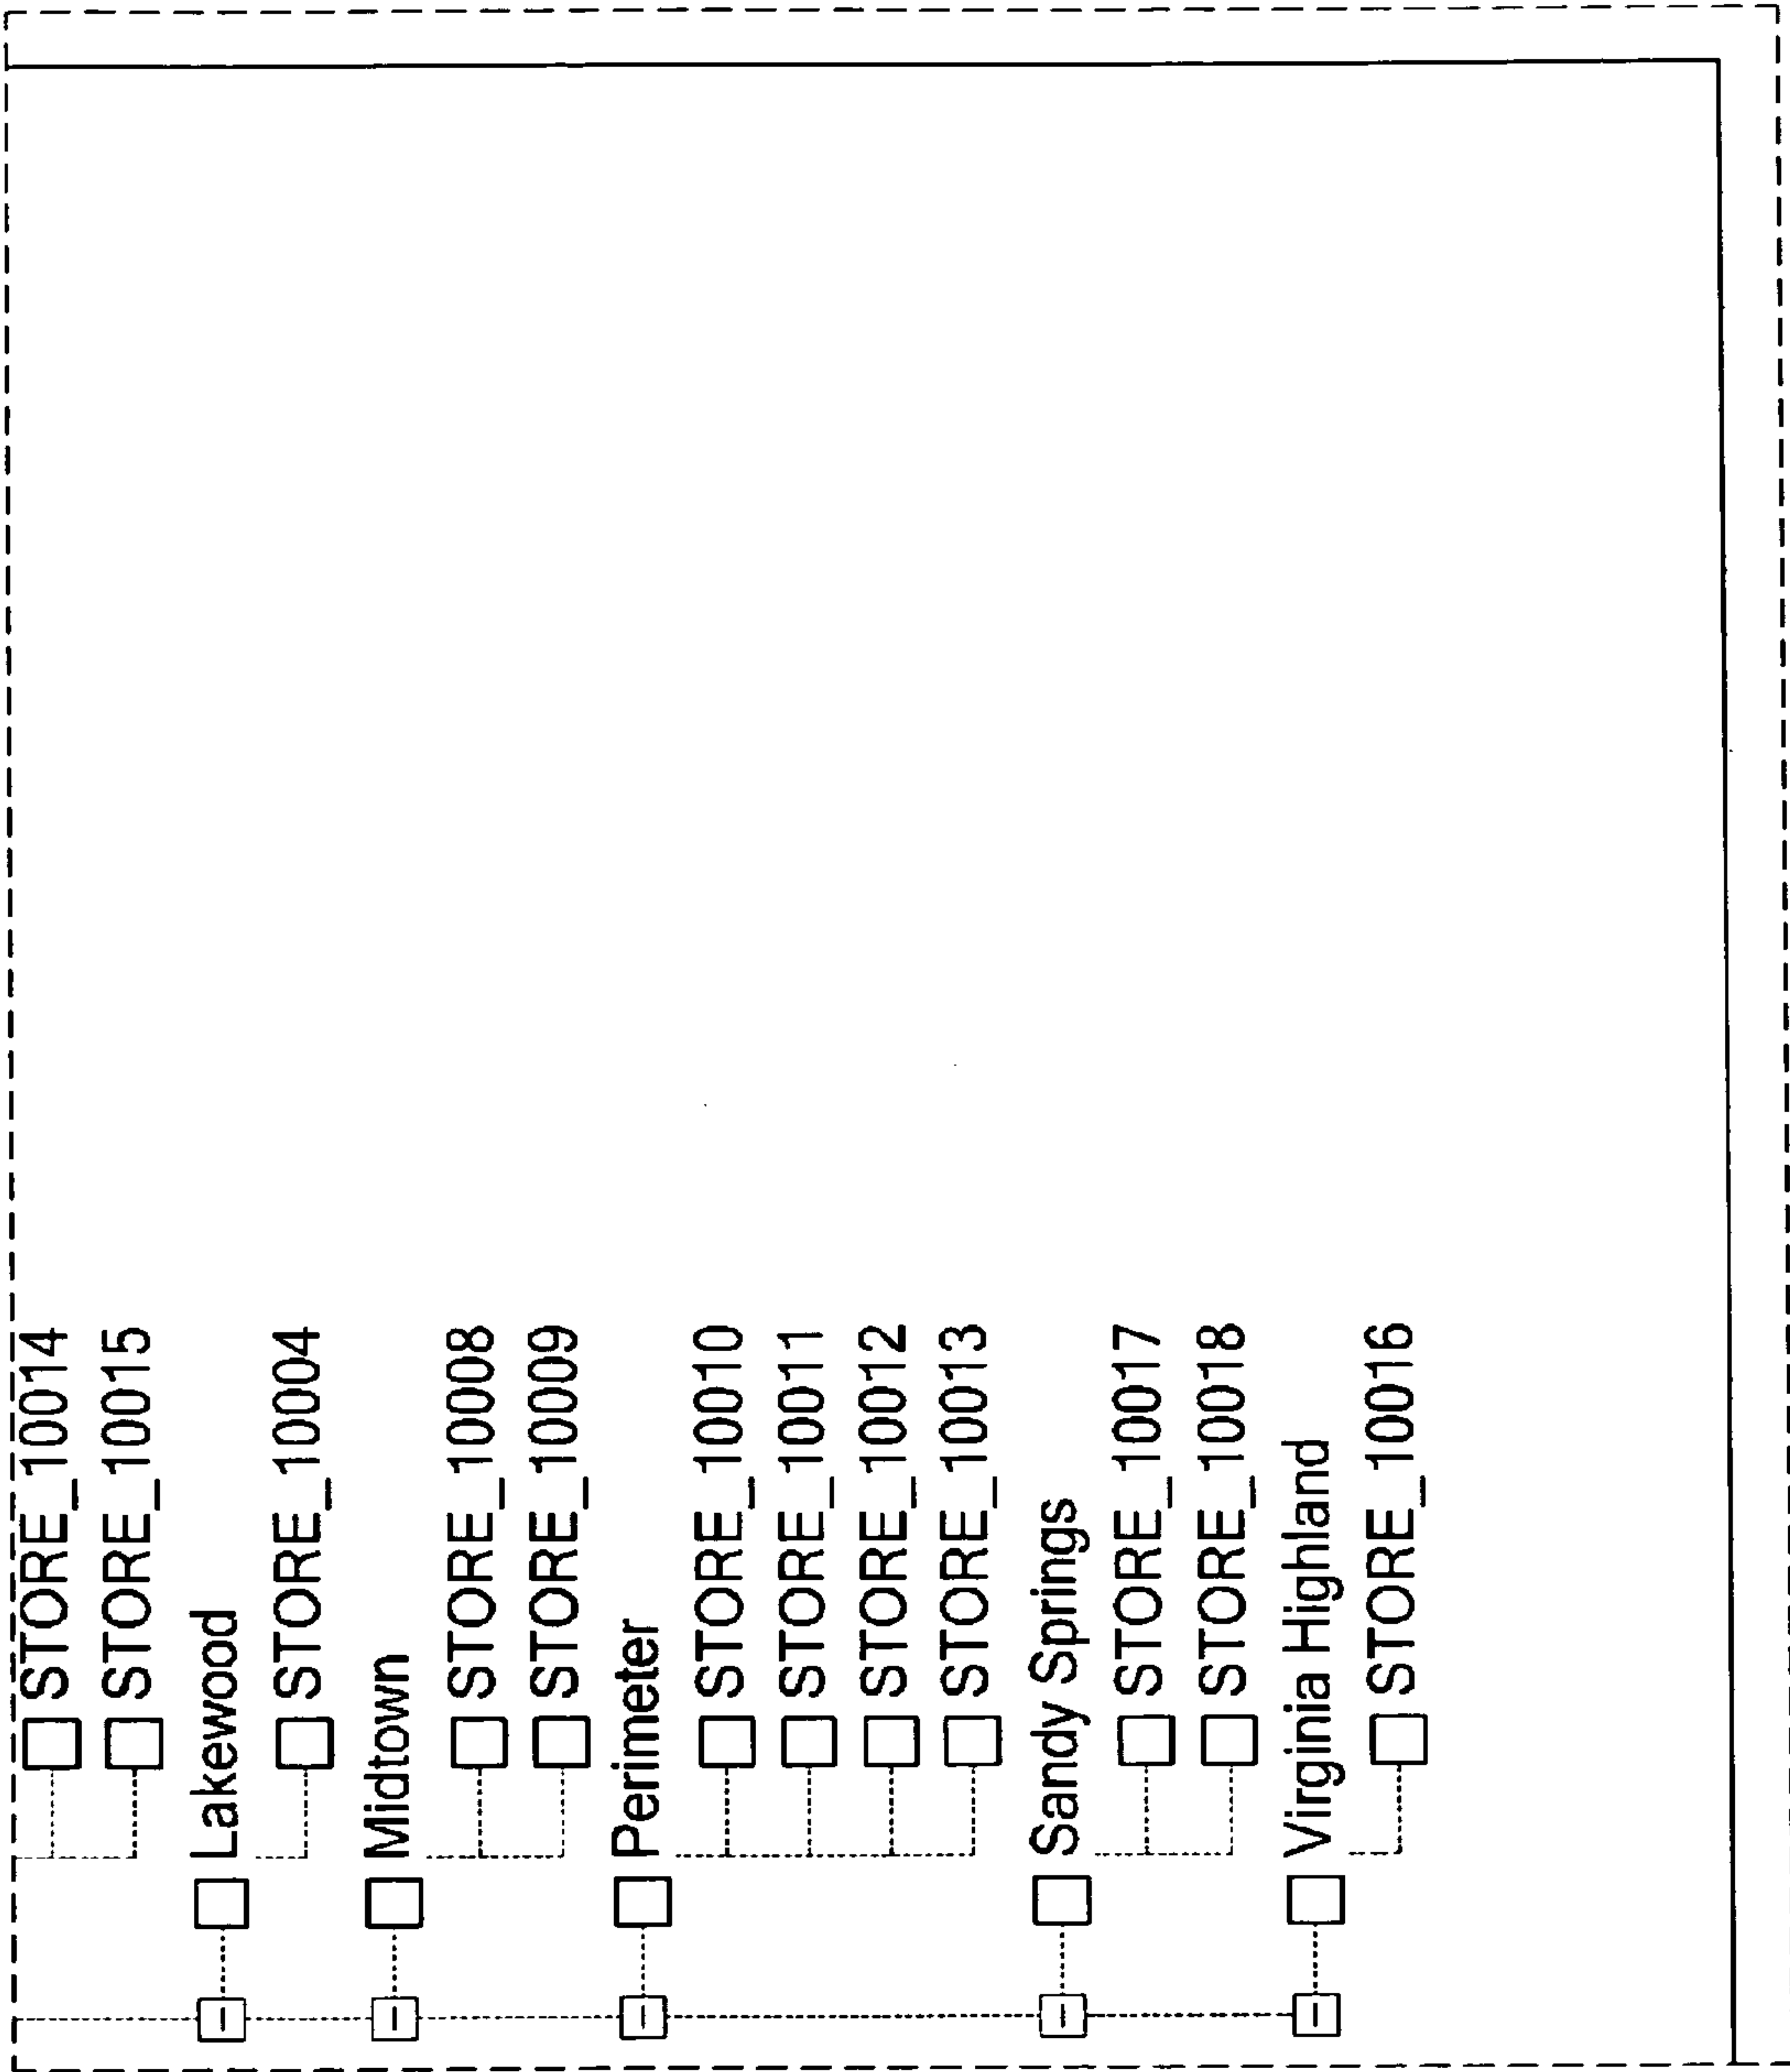 STORE_10014
STORE_10015
Lakewood
STORE_10004
Midtown
STORE_10008
STORE_10009
Perimeter
STORE_10010
STORE_10011
STORE_10012
STORE_10013
Sandy Springs
STORE_10017
STORE_10018
Virginia Highland
STORE_10016